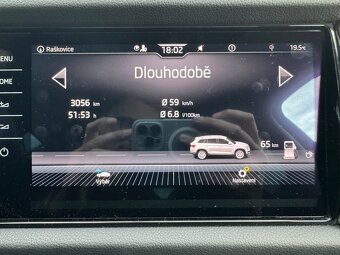 MENU
Raškovice
18:02
19.5°C
Dlouhodobě
HOME
3056 km
Ø 59 km/h
51:53 h
Ø 6.8 l/100km
65 km
Výběr
Nastavení